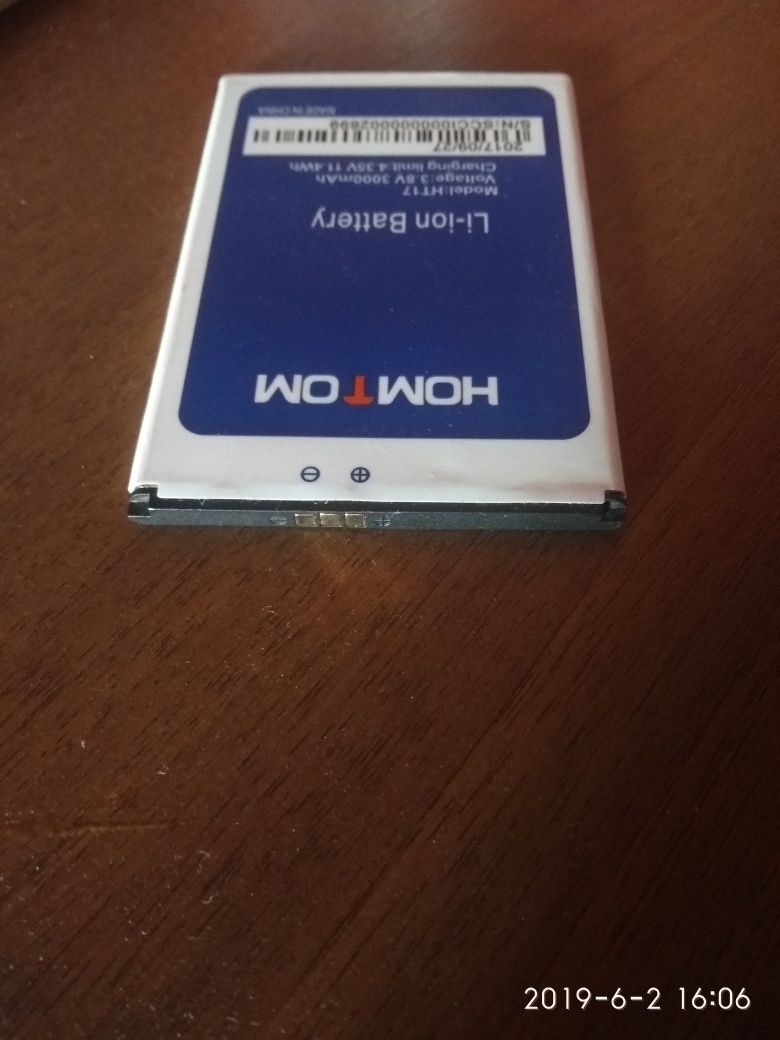 HOMTOM
Li-ion Battery
Model:HT17
Voltage:3.8V 3000mAh
Charging limit:4.35V 11.4Wh
2017/09/27
MADE IN CHINA
2019-6-2 16:06